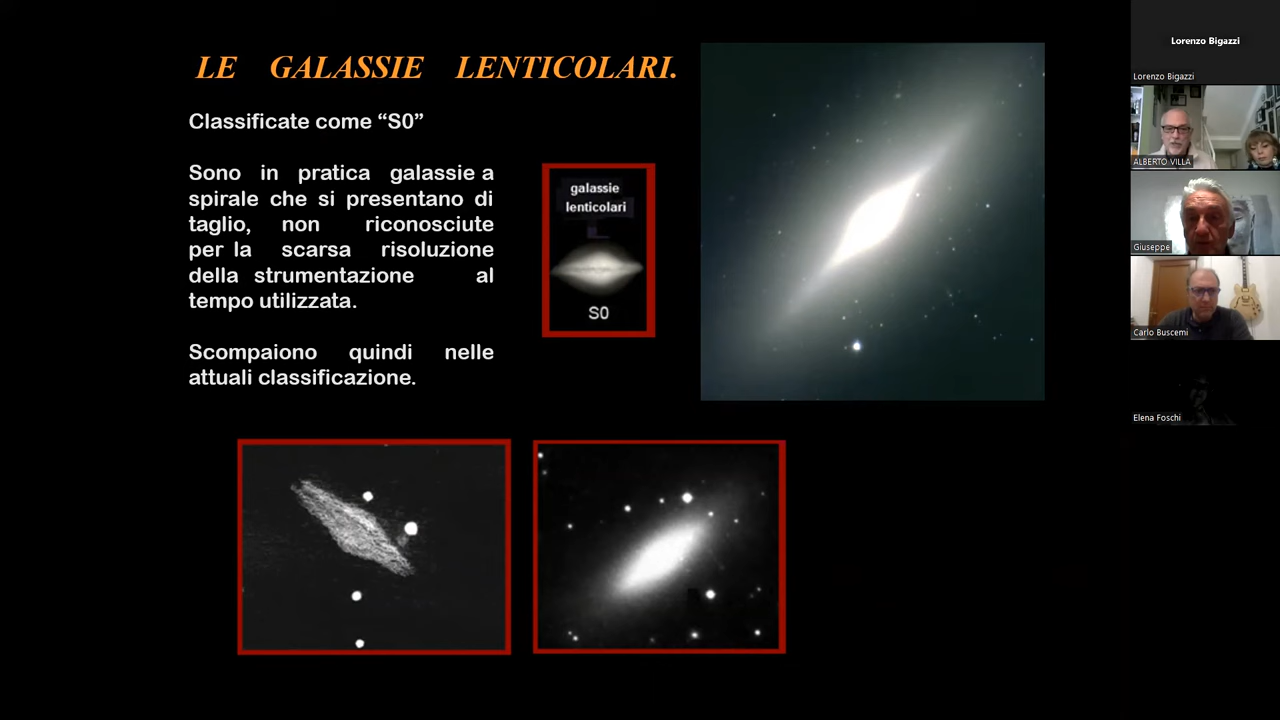 LE GALASSIE LENTICOLARI.
Classificate come “S0”
Sono in pratica galassie a
spirale che si presentano di
taglio, non riconosciute
per la scarsa risoluzione
della strumentazione al
tempo utilizzata.
Scompaiono quindi nelle
attuali classificazione.
galassie
lenticolari
S0
Lorenzo Bigazzi
Lorenzo Bigazzi
ALBERTO VILLA
Giuseppe
Carlo Buscemi
Elena Foschi